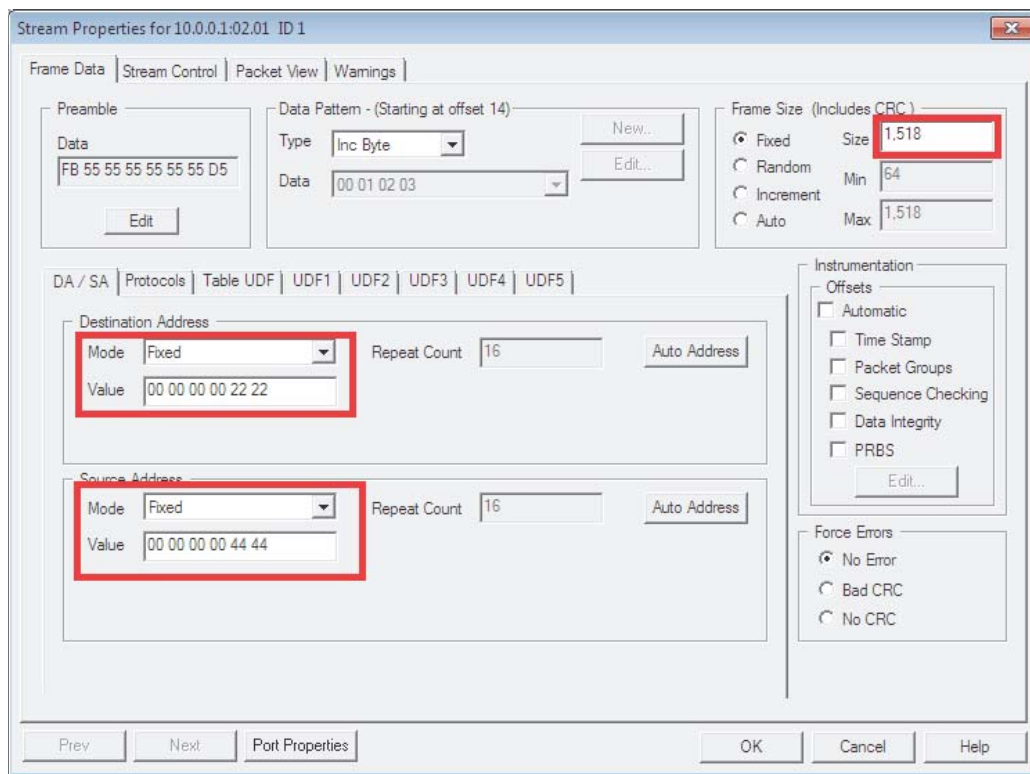 Stream Properties for 10.0.0.1:02.01 ID 1
Frame Data Stream Control Packet View Warnings
Preamble
Data
FB 55 55 55 55 55 55 D5
Edit
Data Pattern - (Starting at offset 14)
Type Inc Byte
Data 00 01 02 03
New..
Edit...
Frame Size (Includes CRC)
Fixed Size 1,518
Random Min 64
Increment
Auto Max 1,518
DA / SA Protocols Table UDF UDF1 UDF2 UDF3 UDF4 UDF5
Destination Address
Mode Fixed Repeat Count 16 Auto Address
Value 00 00 00 00 22 22
Source Address
Mode Fixed Repeat Count 16 Auto Address
Value 00 00 00 00 44 44
Instrumentation
Offsets
Automatic
Time Stamp
Packet Groups
Sequence Checking
Data Integrity
PRBS
Edit...
Force Errors
No Error
Bad CRC
No CRC
Prev Next Port Properties OK Cancel Help